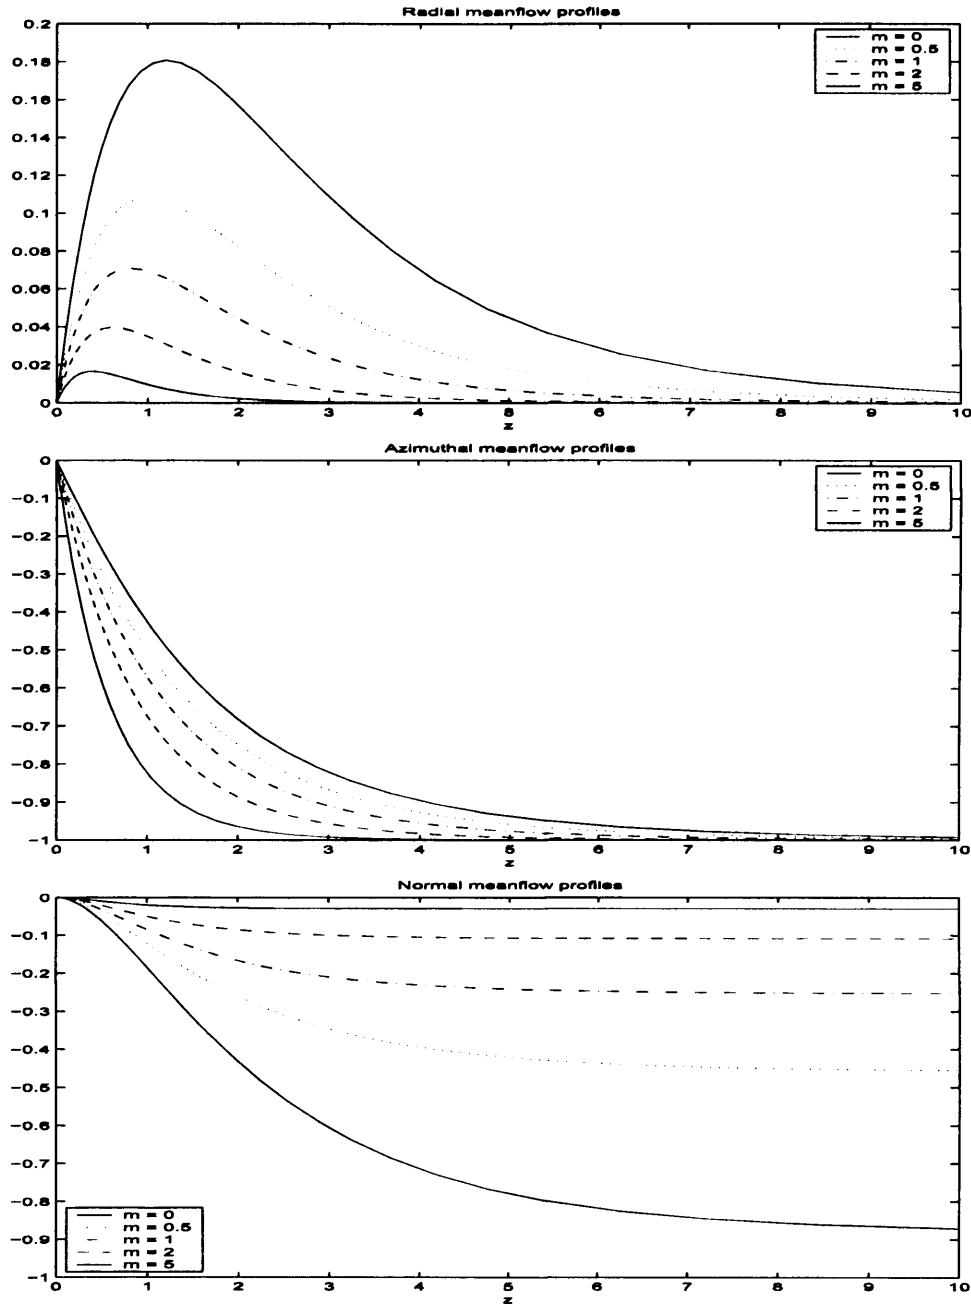 Radial meanflow profiles
0.2
0.18
0.16
0.14
0.12
0.1
0.08
0.06
0.04
0.02
0
m = 0
m = 0.5
m = 1
m = 2
m = 5
0 1 2 3 4 5 6 7 8 9 10
z
Azimuthal meanflow profiles
0
−0.1
−0.2
−0.3
−0.4
−0.5
−0.6
−0.7
−0.8
−0.9
−1
m = 0
m = 0.5
m = 1
m = 2
m = 5
0 1 2 3 4 5 6 7 8 9 10
z
Normal meanflow profiles
0
−0.1
−0.2
−0.3
−0.4
−0.5
−0.6
−0.7
−0.8
−0.9
−1
m = 0
m = 0.5
m = 1
m = 2
m = 5
0 1 2 3 4 5 6 7 8 9 10
z